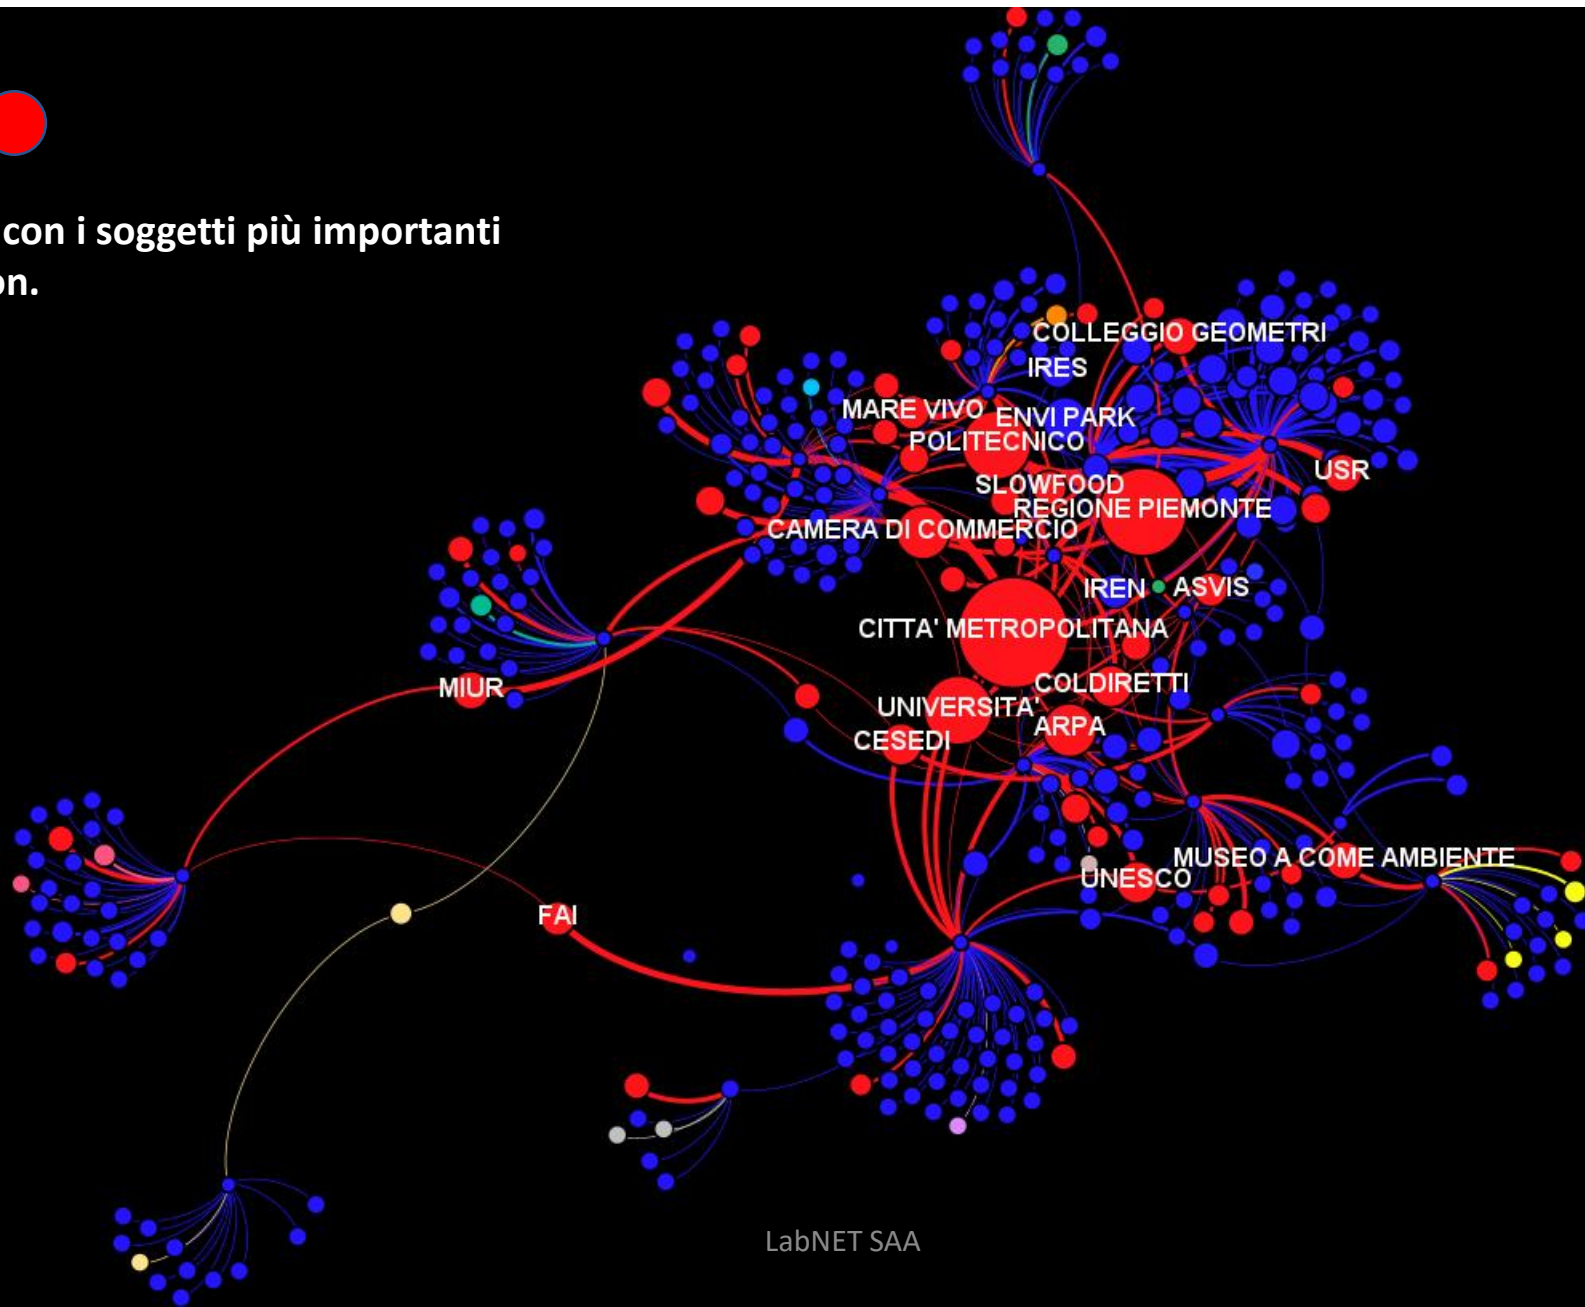 con i soggetti più importanti
on.
COLLEGGIO GEOMETRI
IRES
MARE VIVO
ENVI PARK
POLITECNICO
USR
SLOWFOOD
REGIONE PIEMONTE
CAMERA DI COMMERCIO
IREN
ASVIS
CITTA' METROPOLITANA
COLDIRETTI
MIUR
UNIVERSITA'
ARPA
CESEDI
MUSEO A COME AMBIENTE
UNESCO
FAI
LabNET SAA